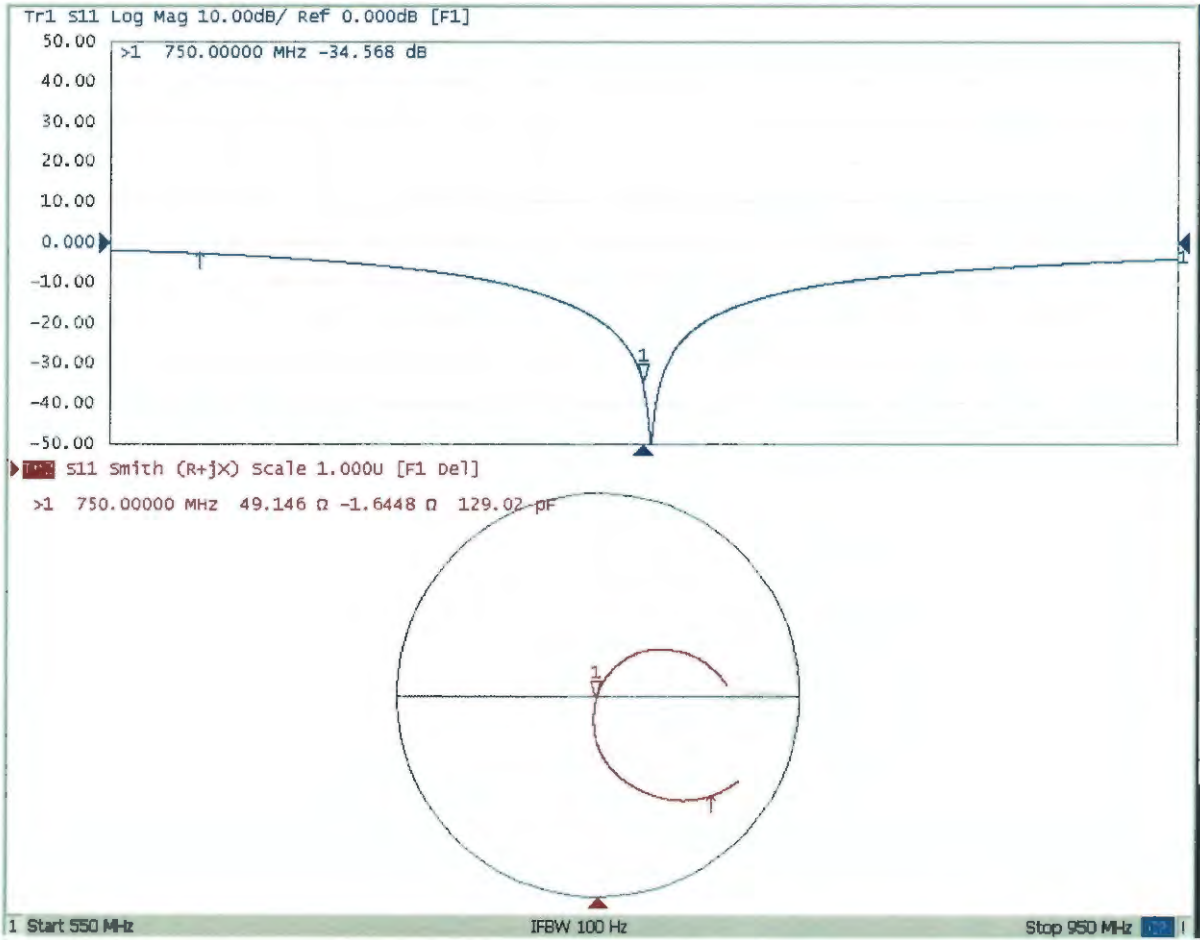 Tr1 S11 Log Mag 10.00dB/ Ref 0.000dB [F1]
50.00
>1 750.00000 MHz -34.568 dB
40.00
30.00
20.00
10.00
0.000
1
-10.00
-20.00
-30.00
1
-40.00
-50.00
S11 Smith (R+jX) Scale 1.000U [F1 Del]
>1 750.00000 MHz 49.146 Ω -1.6448 Ω 129.02 pF
1
1 Start 550 MHz IFBW 100 Hz Stop 950 MHz